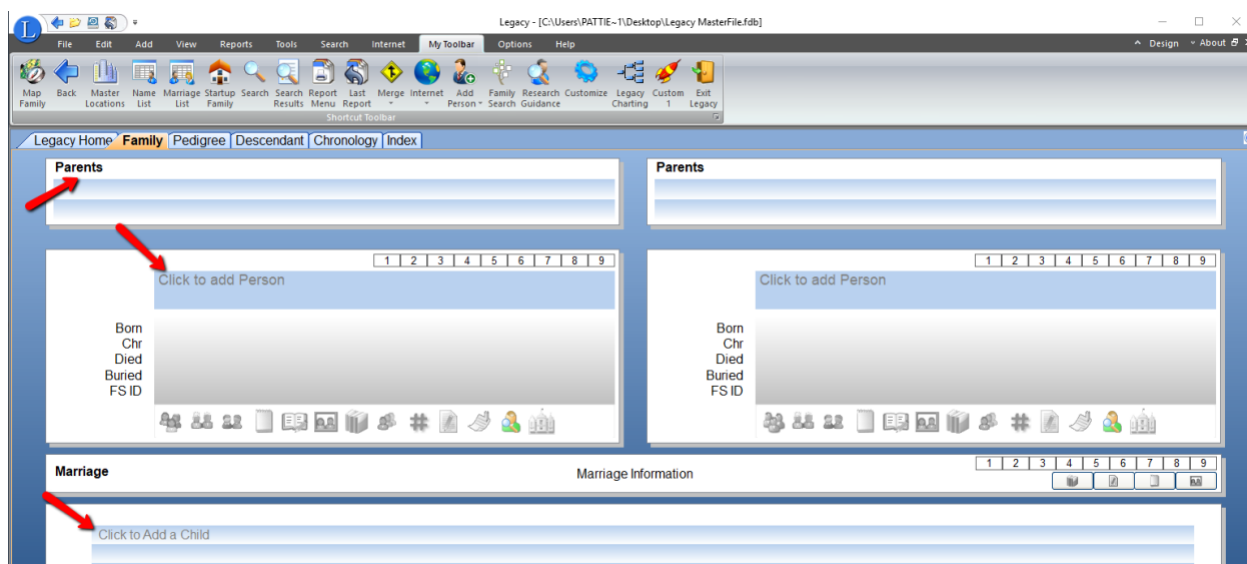 Legacy - [C:\Users\PATTIE~1\Desktop\Legacy MasterFile.fdb]
L
File Edit Add View Reports Tools Search Internet My Toolbar Options Help Design About
Map Family Back Master Locations Name List Marriage List Startup Family Search Search Results Report Menu Last Report Merge Internet Add Person Family Search Research Guidance Customize Legacy Charting Custom 1 Exit Legacy
Shortcut Toolbar
Legacy Home Family Pedigree Descendant Chronology Index
Parents Parents
1 2 3 4 5 6 7 8 9 1 2 3 4 5 6 7 8 9
Click to add Person Click to add Person
Born Born
Chr Chr
Died Died
Buried Buried
FS ID FS ID
Marriage Marriage Information 1 2 3 4 5 6 7 8 9
Click to Add a Child